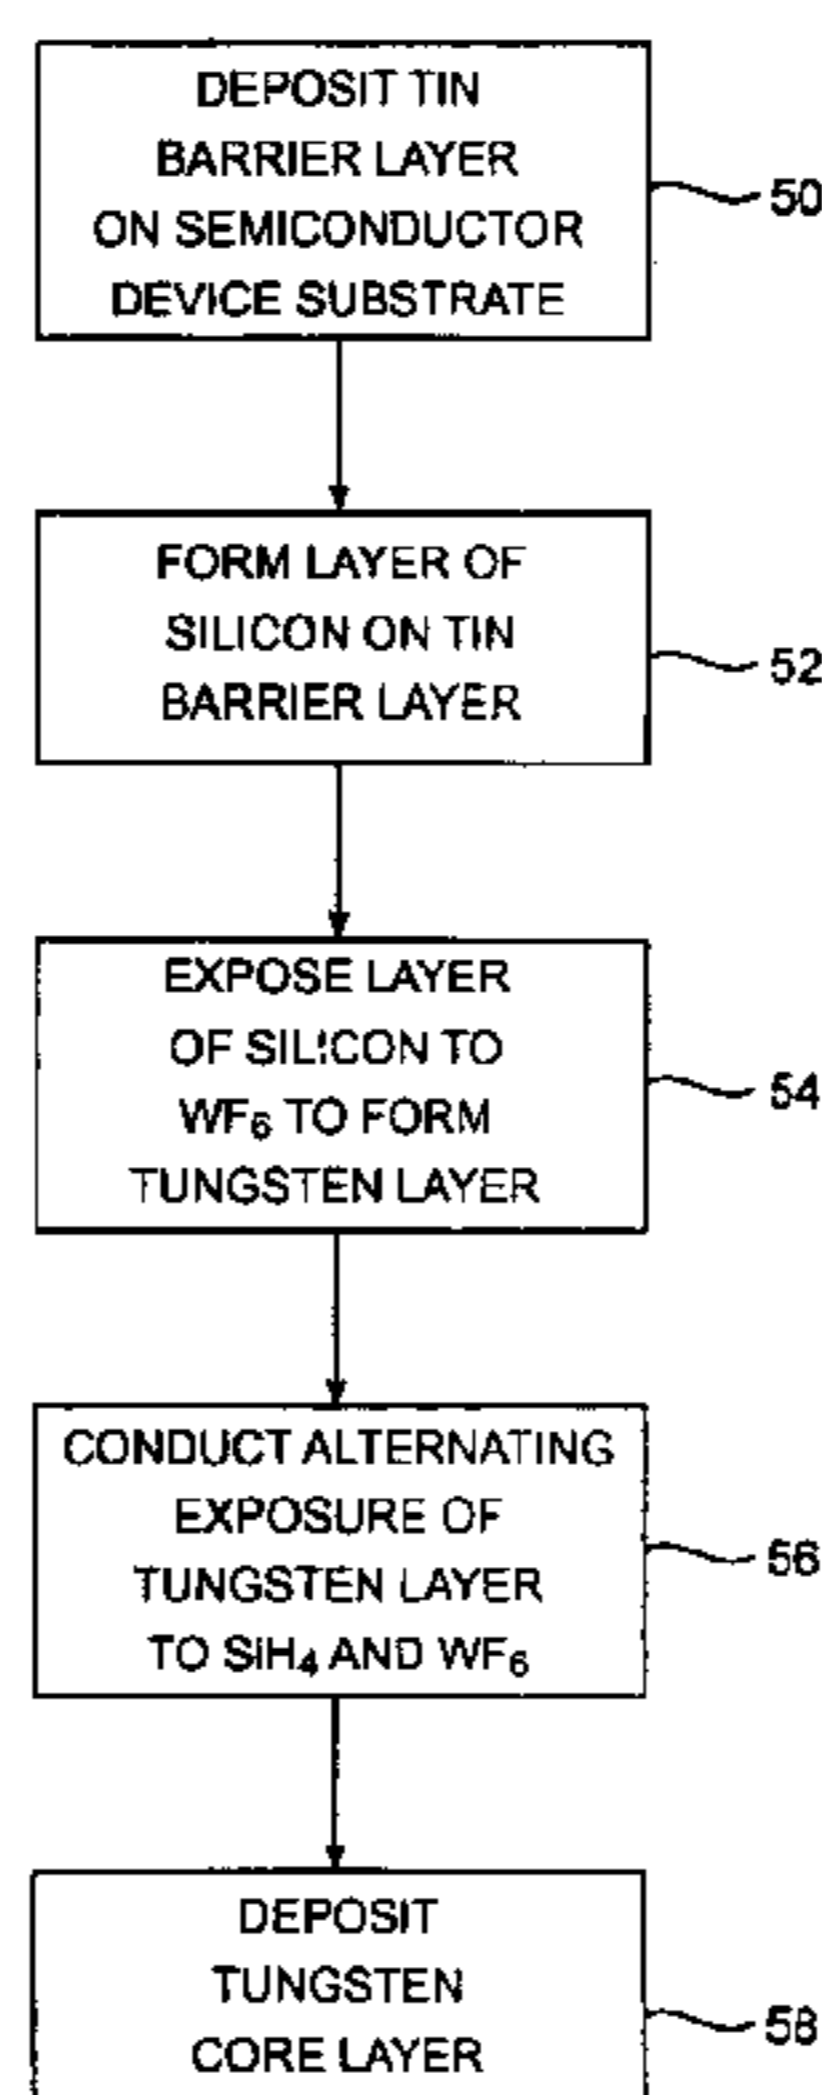 DEPOSIT TIN
BARRIER LAYER
ON SEMICONDUCTOR
DEVICE SUBSTRATE
50
FORM LAYER OF
SILICON ON TIN
BARRIER LAYER
52
EXPOSE LAYER
OF SILICON TO
WF₆ TO FORM
TUNGSTEN LAYER
54
CONDUCT ALTERNATING
EXPOSURE OF
TUNGSTEN LAYER
TO SiH₄ AND WF₆
56
DEPOSIT
TUNGSTEN
CORE LAYER
58